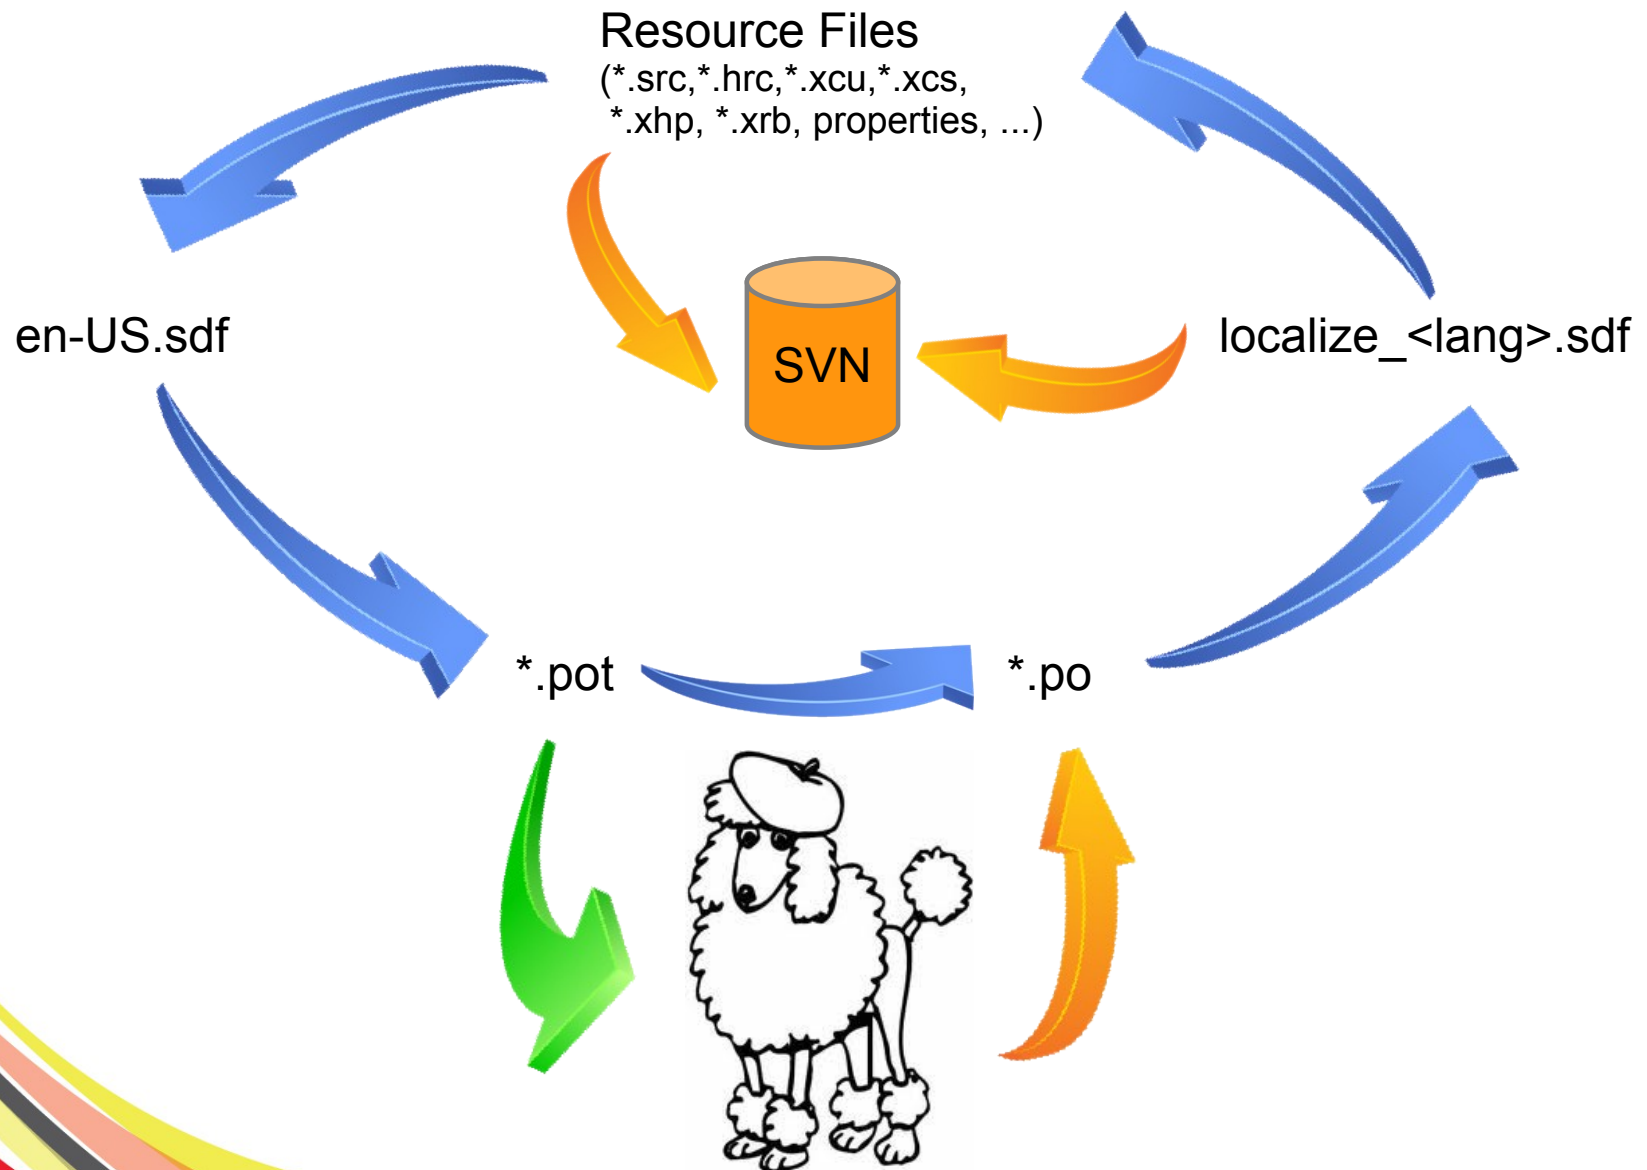 Resource Files
(*.src,*.hrc,*.xcu,*.xcs,
*.xhp, *.xrb, properties, ...)
en-US.sdf
SVN
localize_<lang>.sdf
*.pot
*.po